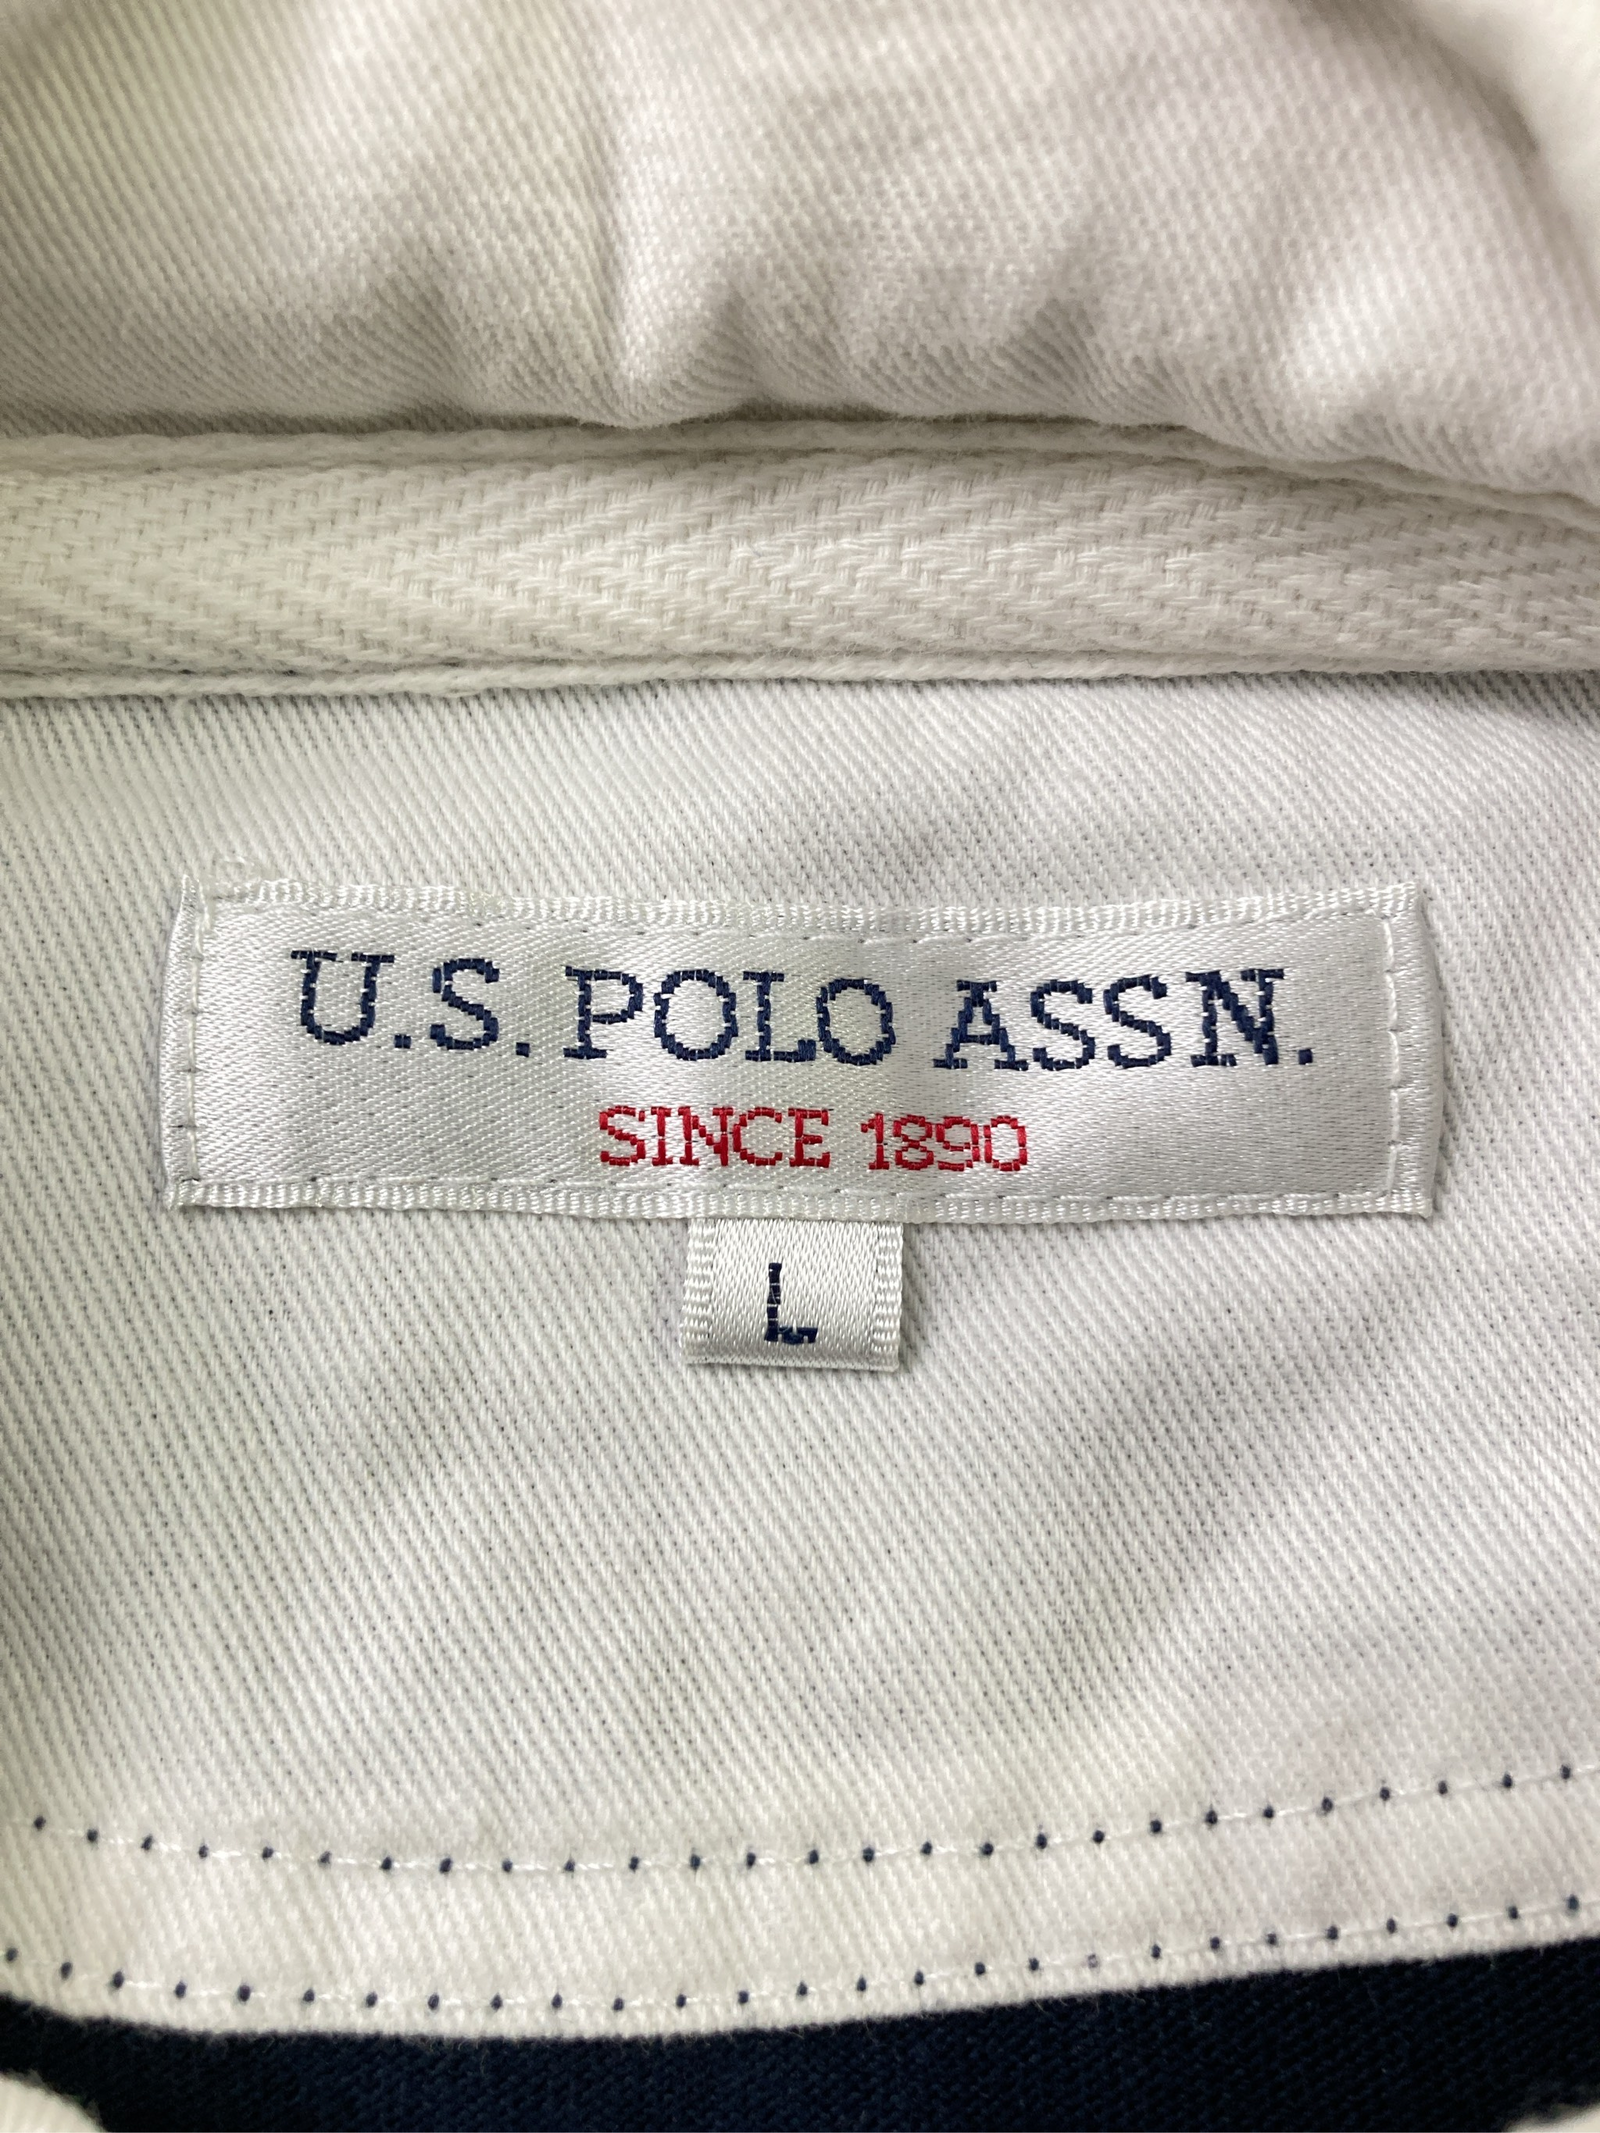 U.S. POLO ASSN.
SINCE 1890
L